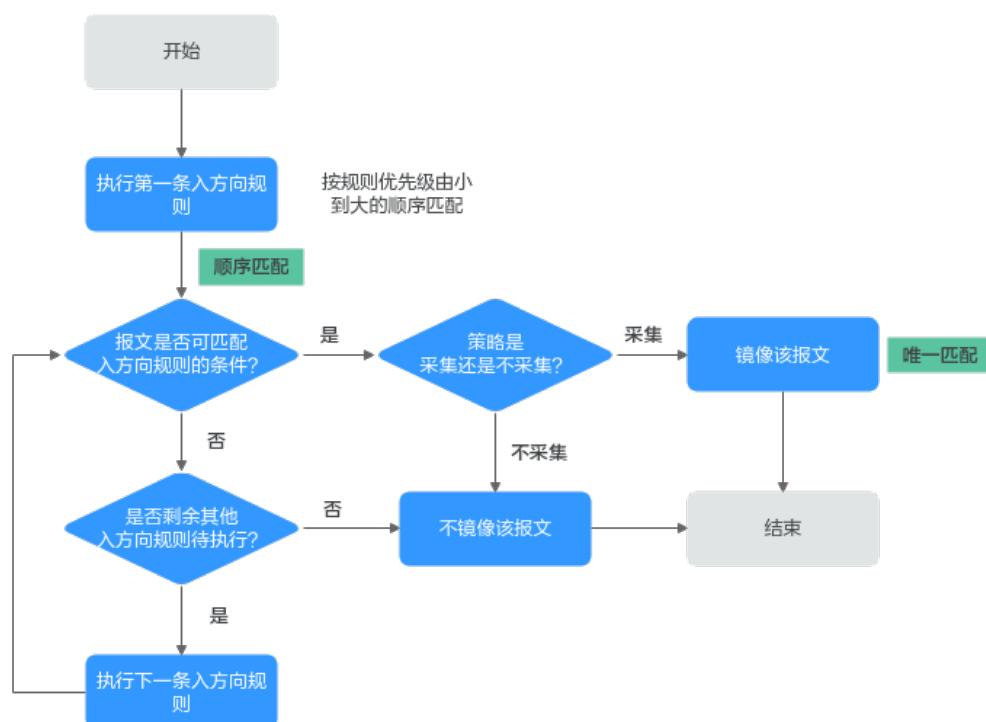 开始
执行第一条入方向规
则
按规则优先级由小
到大的顺序匹配
顺序匹配
报文是否可匹配
入方向规则的条件?
是
策略是
采集还是不采集?
采集
镜像该报文
唯一匹配
否
不采集
是否剩余其他
入方向规则待执行?
否
不镜像该报文
结束
是
执行下一条入方向规
则